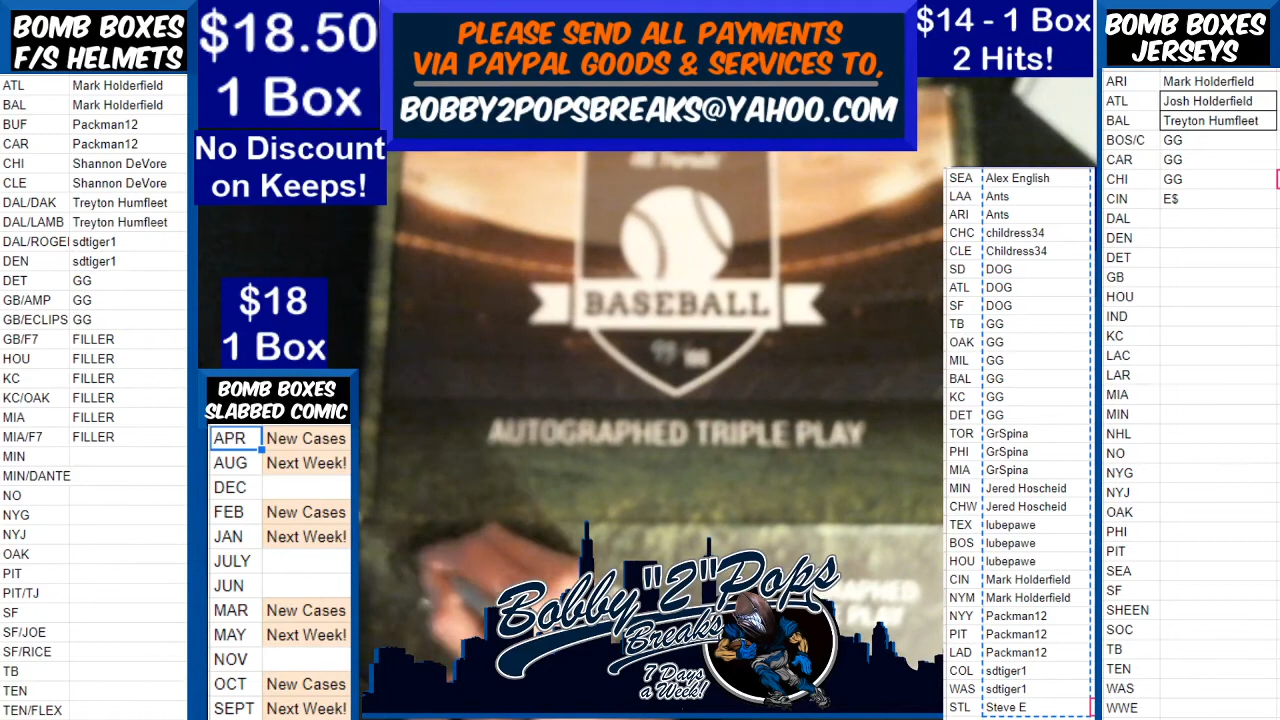 BOMB BOXES
F/S HELMETS
ATL Mark Holderfield
BAL Mark Holderfield
BUF Packman12
CAR Packman12
CHI Shannon DeVore
CLE Shannon DeVore
DAL/DAK Treyton Humfleet
DAL/LAMB Treyton Humfleet
DAL/ROGE sdtiger1
DEN sdtiger1
DET GG
GB/AMP GG
GB/ECLIPS GG
GB/F7 FILLER
HOU FILLER
KC FILLER
KC/OAK FILLER
MIA FILLER
MIA/F7 FILLER
MIN
MIN/DANTE
NO
NYG
NYJ
OAK
PIT
PIT/TJ
SF
SF/JOE
SF/RICE
TB
TEN
TEN/FLEX
$18.50
1 Box
No Discount
on Keeps!
$18
1 Box
BOMB BOXES
SLABBED COMIC
APR New Cases
AUG Next Week!
DEC
FEB New Cases
JAN Next Week!
JULY
JUN
MAR New Cases
MAY Next Week!
NOV
OCT New Cases
SEPT Next Week!
PLEASE SEND ALL PAYMENTS
VIA PAYPAL GOODS & SERVICES TO,
BOBBY2POPSBREAKS@YAHOO.COM
BASEBALL
AUTOGRAPHED TRIPLE PLAY
Bobby "2" Pops
Breaks
7 Days
a Week!
$14 - 1 Box
2 Hits!
SEA Alex English
LAA Ants
ARI Ants
CHC childress34
CLE Childress34
SD DOG
ATL DOG
SF DOG
TB GG
OAK GG
MIL GG
BAL GG
KC GG
DET GG
TOR GrSpina
PHI GrSpina
MIA GrSpina
MIN Jered Hoscheid
CHW Jered Hoscheid
TEX lubepawe
BOS lubepawe
HOU lubepawe
CIN Mark Holderfield
NYM Mark Holderfield
NYY Packman12
PIT Packman12
LAD Packman12
COL sdtiger1
WAS sdtiger1
STL Steve E
BOMB BOXES
JERSEYS
ARI Mark Holderfield
ATL Josh Holderfield
BAL Treyton Humfleet
BOS/C GG
CAR GG
CHI GG
CIN E$
DAL
DEN
DET
GB
HOU
IND
KC
LAC
LAR
MIA
MIN
NHL
NO
NYG
NYJ
OAK
PHI
PIT
SEA
SF
SHEEN
SOC
TB
TEN
WAS
WWE